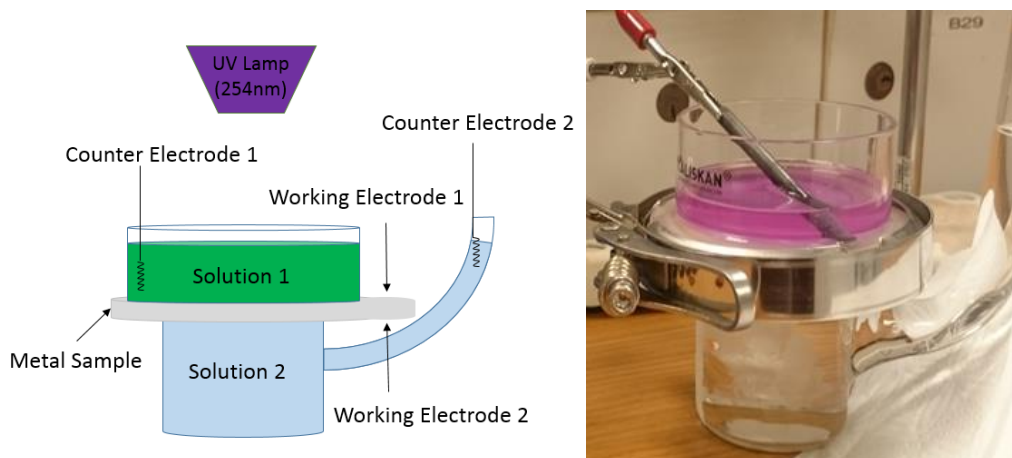 UV Lamp
(254nm)
Counter Electrode 2
Counter Electrode 1
Working Electrode 1
Solution 1
Metal Sample
Solution 2
Working Electrode 2
B29
ALISKAN®